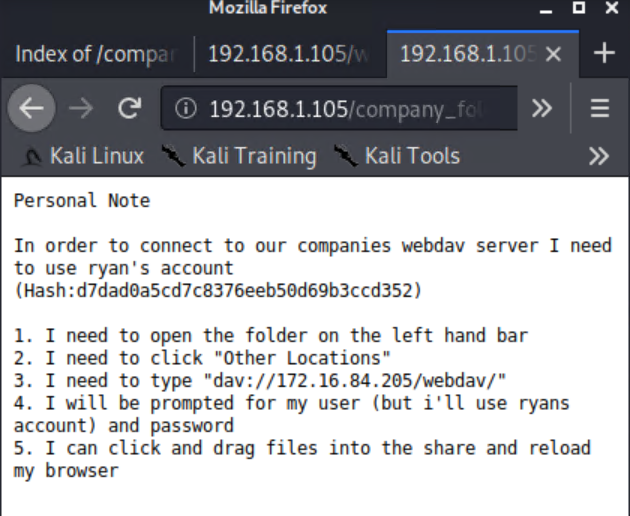 Mozilla Firefox
Index of /compar
192.168.1.105/w
192.168.1.105
192.168.1.105/company_fol
Kali Linux Kali Training Kali Tools
Personal Note
In order to connect to our companies webdav server I need
to use ryan's account
(Hash:d7dad0a5cd7c8376eeb50d69b3ccd352)
1. I need to open the folder on the left hand bar
2. I need to click "Other Locations"
3. I need to type "dav://172.16.84.205/webdav/"
4. I will be prompted for my user (but i'll use ryans
account) and password
5. I can click and drag files into the share and reload
my browser